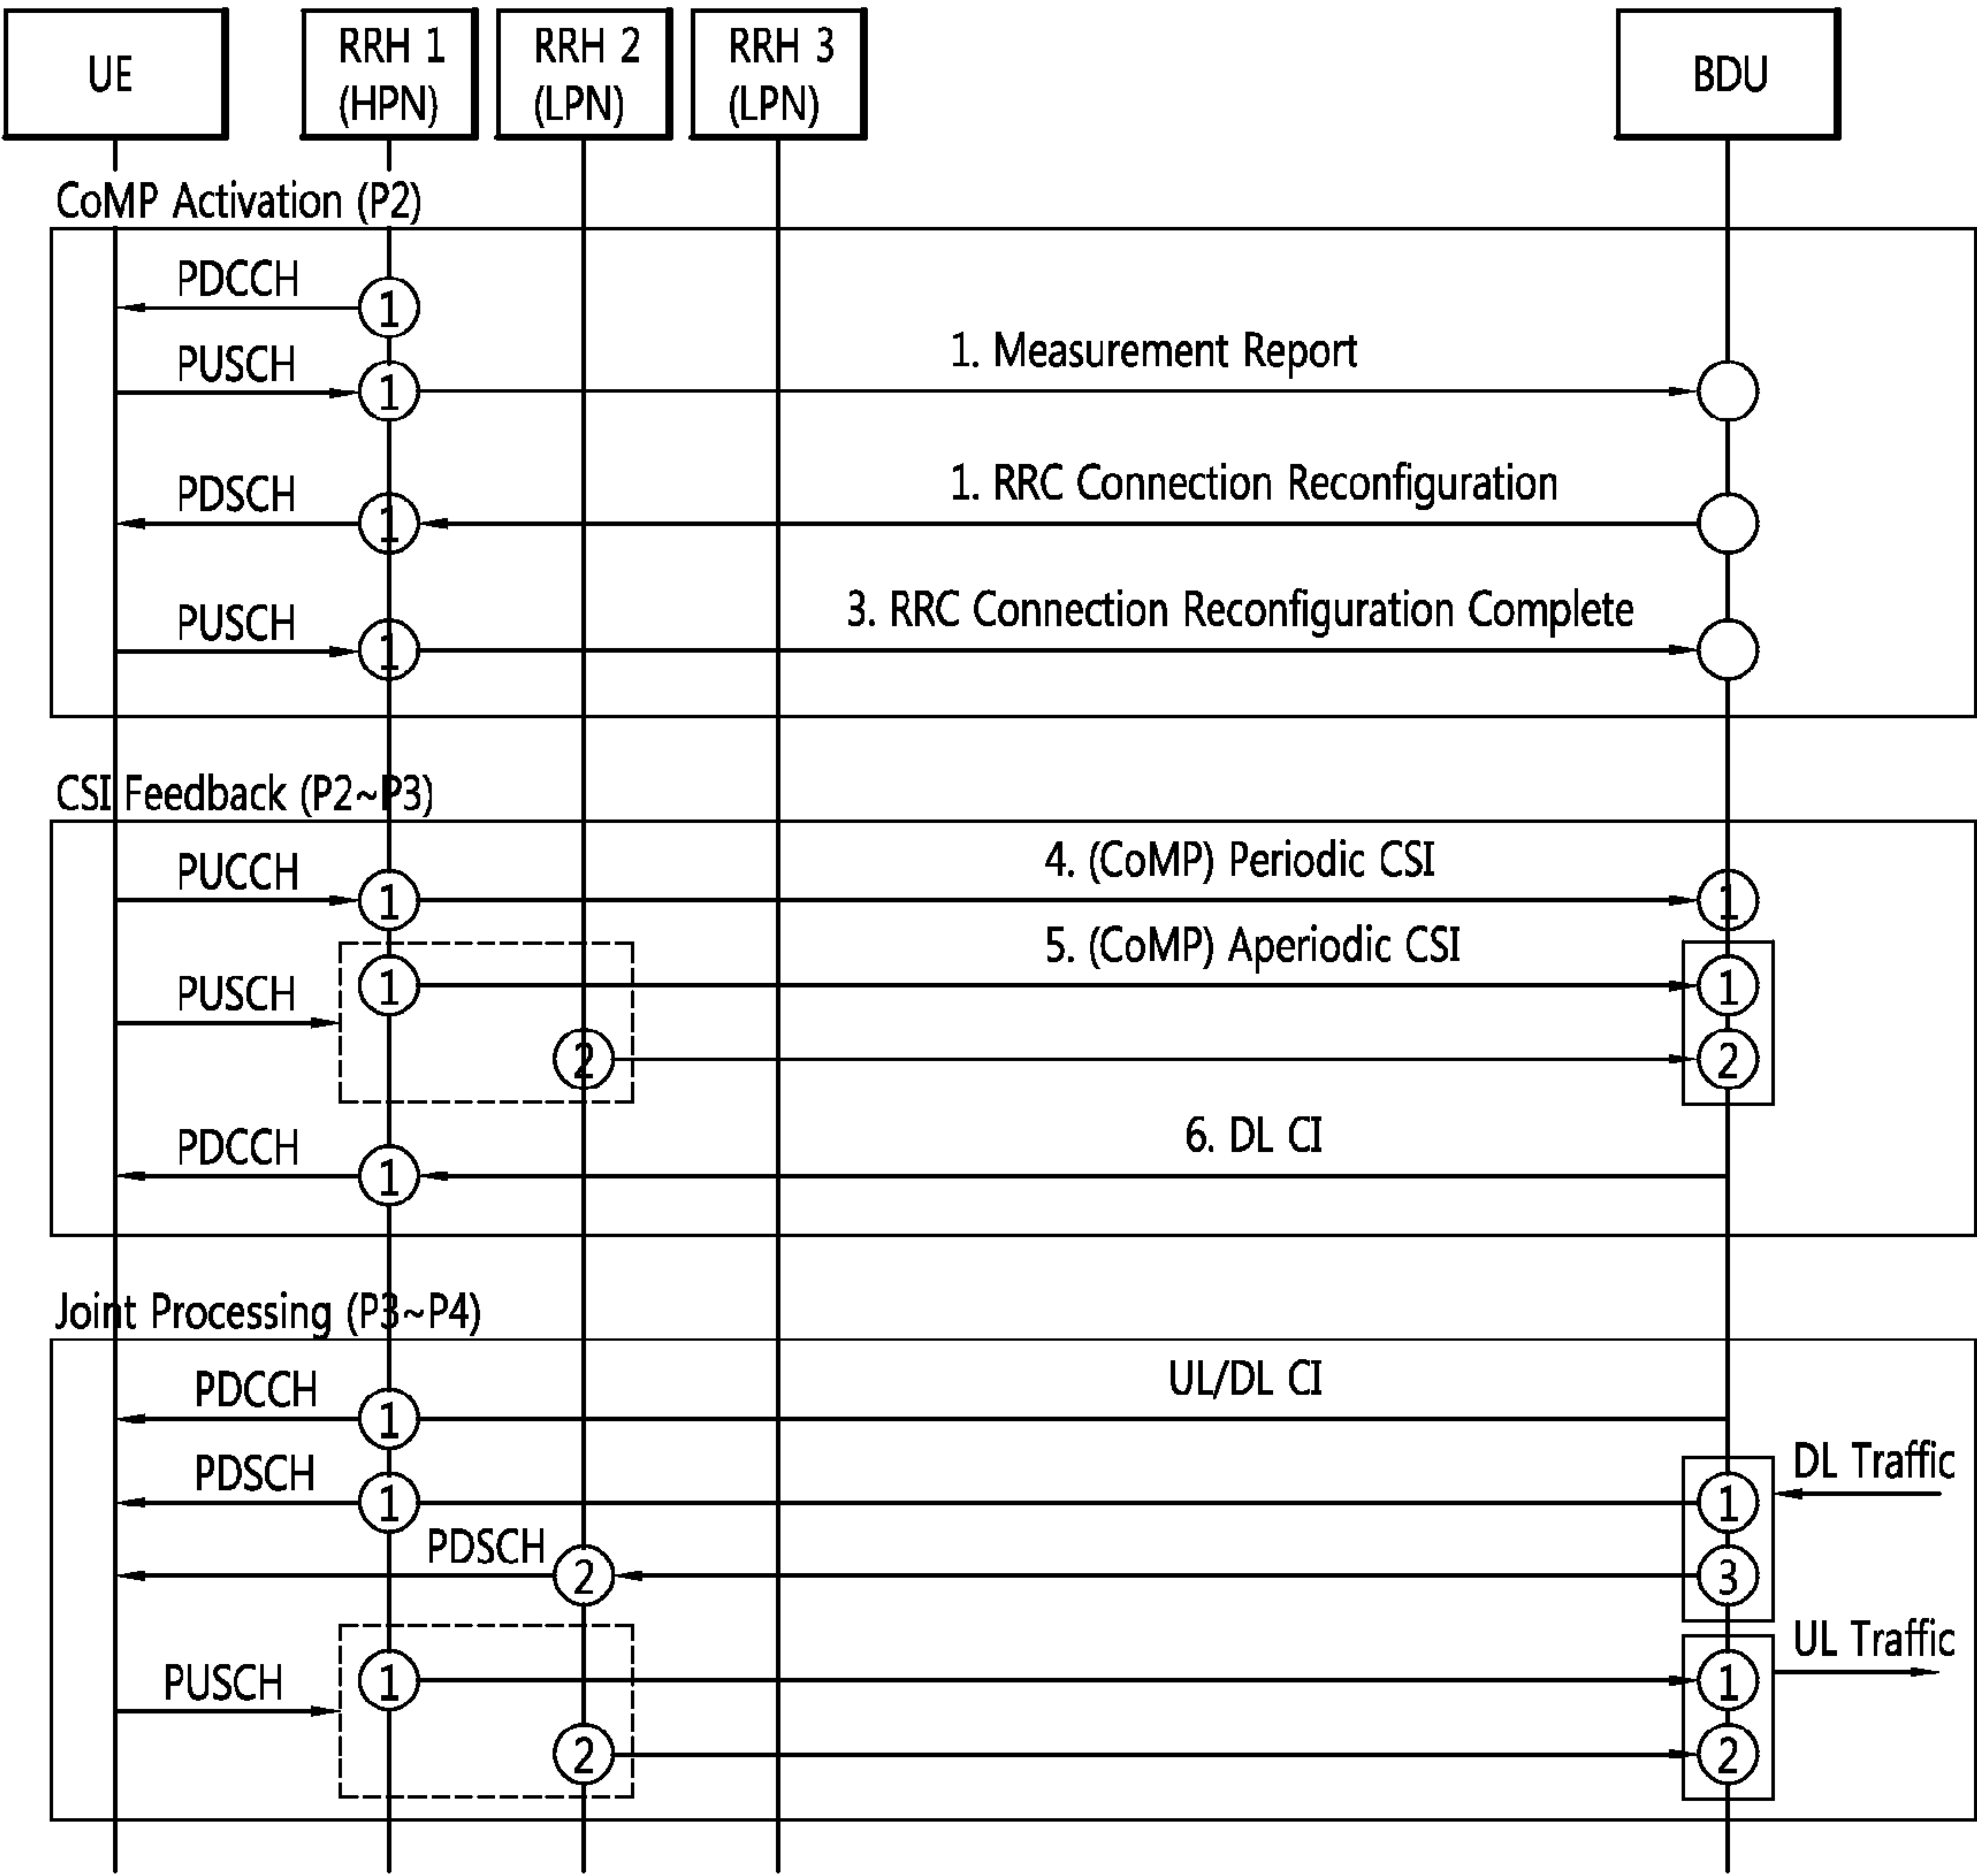 UE
RRH 1
(HPN)
RRH 2
(LPN)
RRH 3
(LPN)
BDU
CoMP Activation (P2)
PDCCH
1
PUSCH
1
1. Measurement Report
PDSCH
1
1. RRC Connection Reconfiguration
PUSCH
1
3. RRC Connection Reconfiguration Complete
CSI Feedback (P2~P3)
PUCCH
1
4. (CoMP) Periodic CSI
1
PUSCH
1
5. (CoMP) Aperiodic CSI
1
2
2
PDCCH
1
6. DL CI
Joint Processing (P3~P4)
PDCCH
1
UL/DL CI
PDSCH
1
1
DL Traffic
PDSCH
2
3
PUSCH
1
1
UL Traffic
2
2